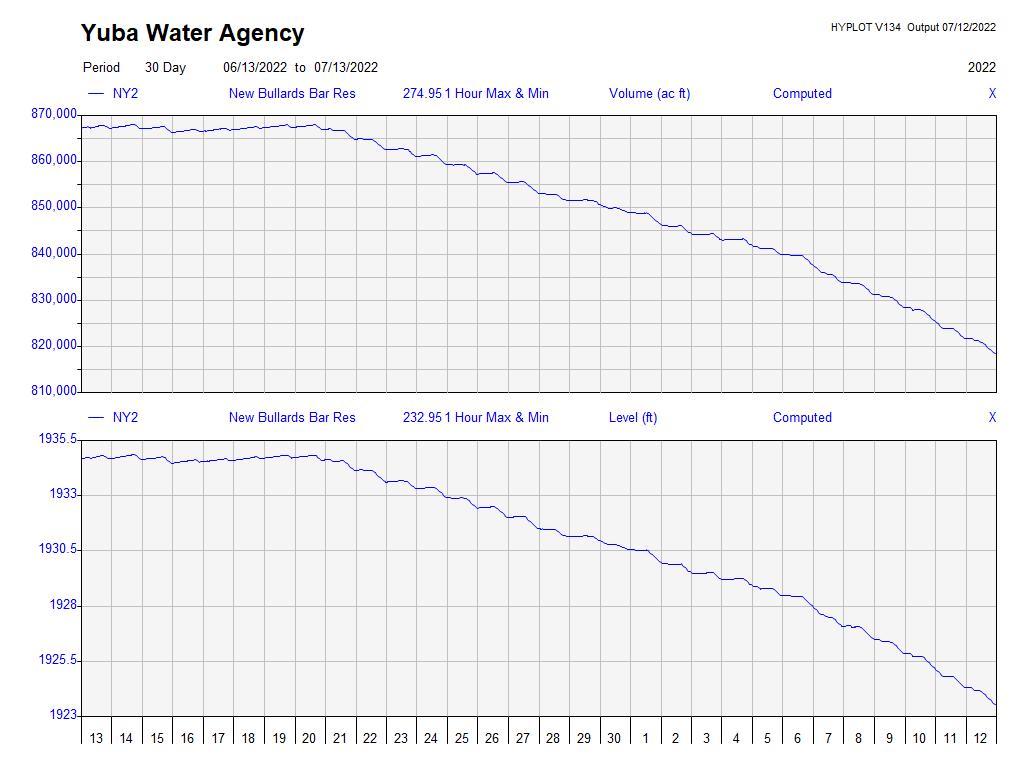 Yuba Water Agency
HYPLOT V134 Output 07/12/2022
Period 30 Day 06/13/2022 to 07/13/2022 2022
NY2 New Bullards Bar Res 274.95 1 Hour Max & Min Volume (ac ft) Computed X
870,000
860,000
850,000
840,000
830,000
820,000
810,000
NY2 New Bullards Bar Res 232.95 1 Hour Max & Min Level (ft) Computed X
1935.5
1933
1930.5
1928
1925.5
1923
13 14 15 16 17 18 19 20 21 22 23 24 25 26 27 28 29 30 1 2 3 4 5 6 7 8 9 10 11 12